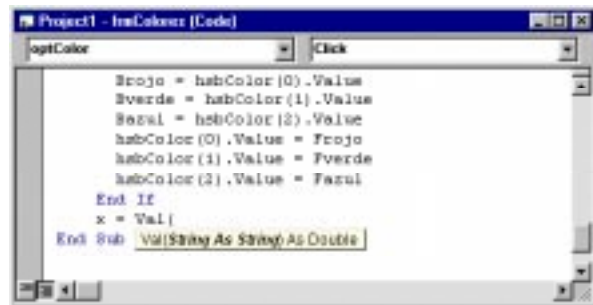 Project1 - frmColores (Code)
optColor Click
Brojo = hsbColor(0).Value
Bverde = hsbColor(1).Value
Bazul = hsbColor(2).Value
hsbColor(0).Value = Frojo
hsbColor(1).Value = Fverde
hsbColor(2).Value = Fazul
End If
x = Val(
End Sub
Val(String As String) As Double